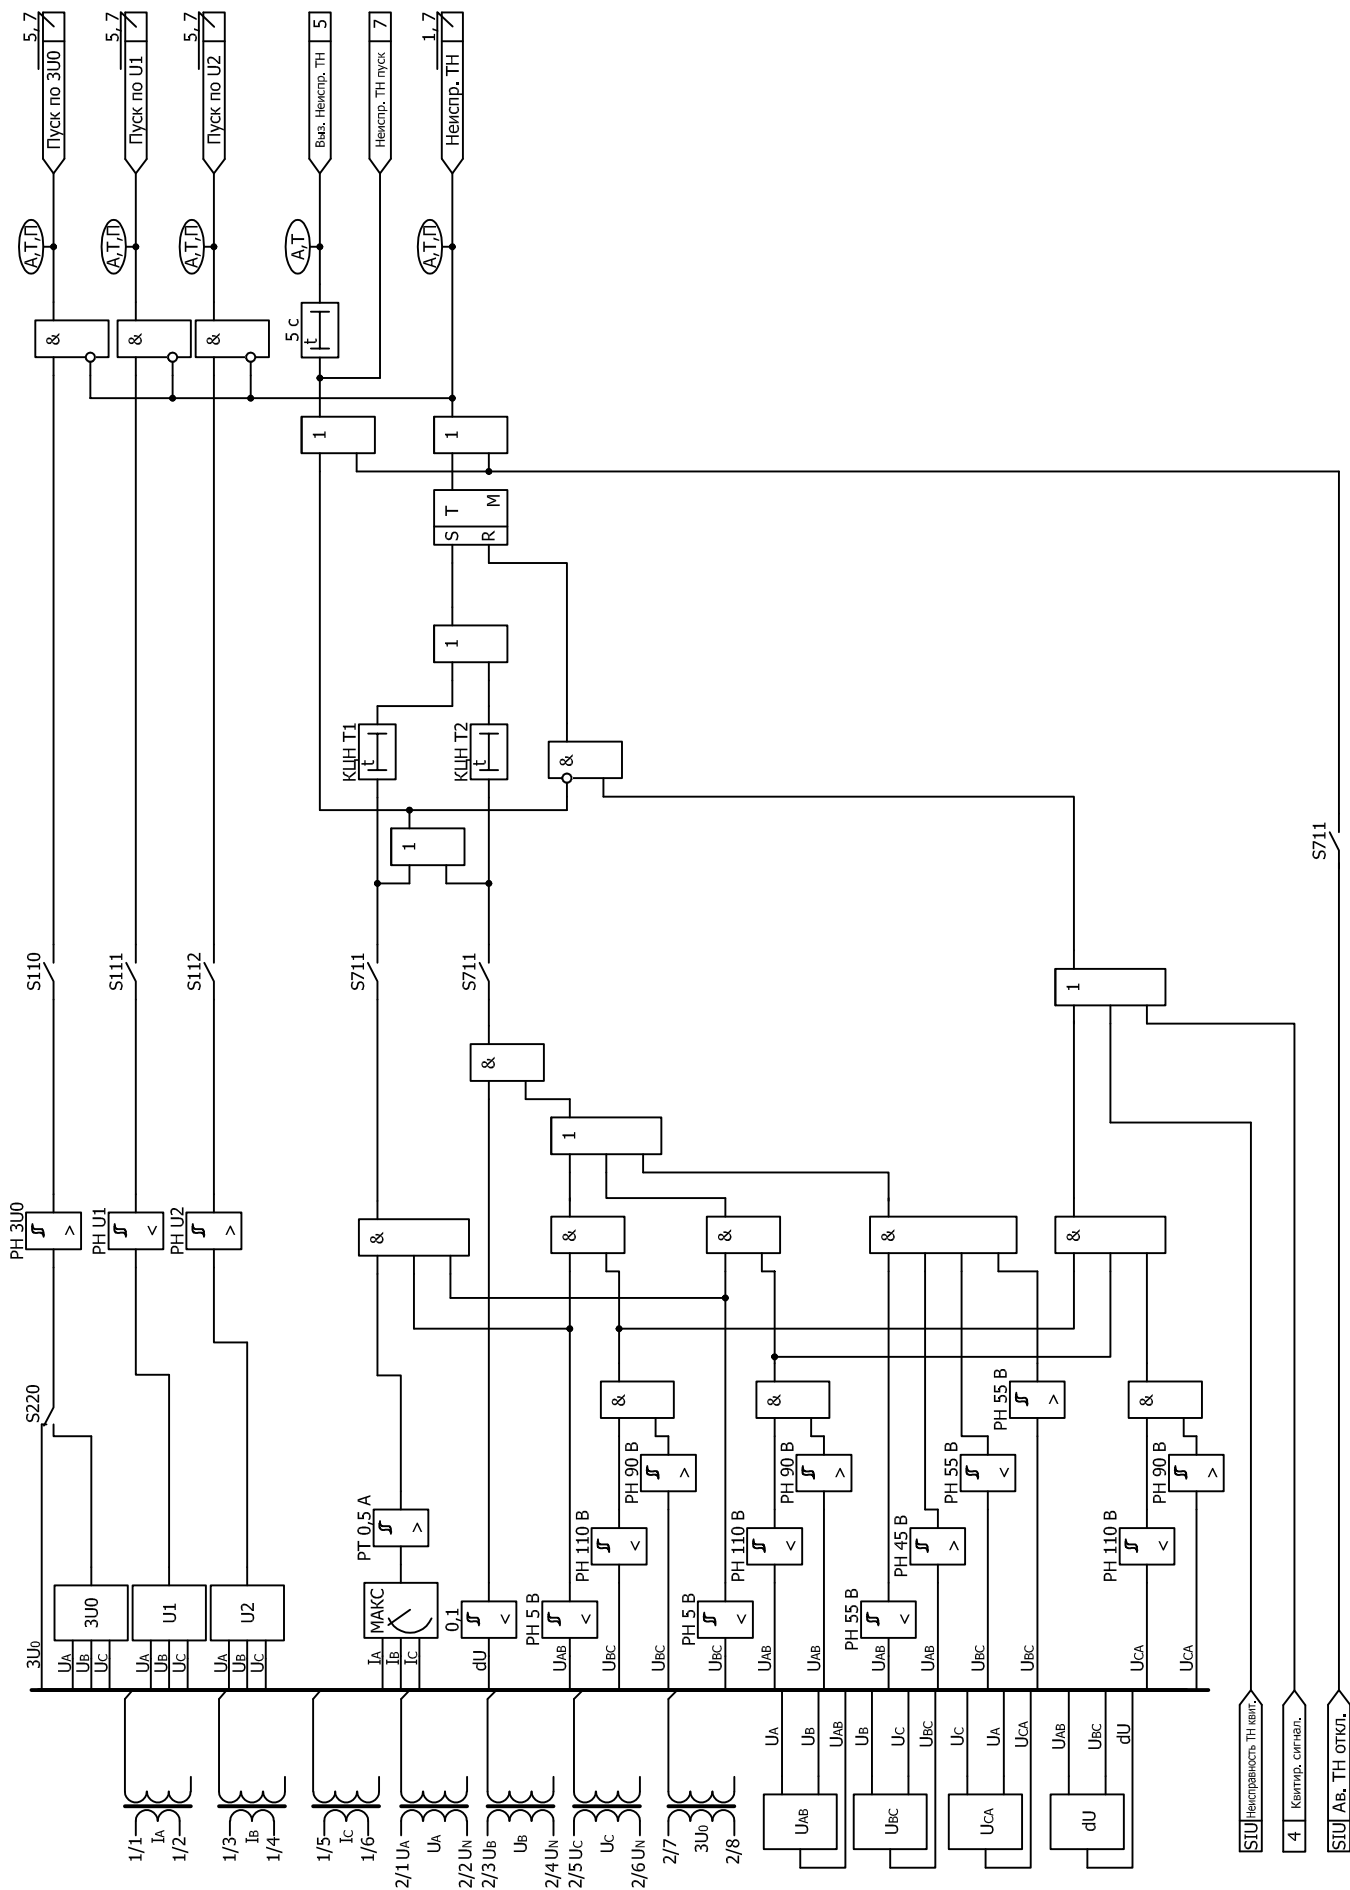 5,7
Пуск по 3U0
5,7
Пуск по U1
5,7
Пуск по U2
5
Выз. Неиспр. ТН
7
Неиспр. ТН пуск
1,7
Неиспр. ТН
А,Т,П
А,Т,П
А,Т,П
А,Т
А,Т,П
&
&
&
5 с
t
1
1
S T
R M
1
КЦН Т1
t
КЦН Т2
t
&
1
S711
S110
S111
S112
S711
S711
1
&
1
РН 3U0
>
РН U1
<
РН U2
>
&
&
&
&
&
S220
&
&
РН 55 В
>
&
РН 90 В
>
РН 90 В
>
РН 55 В
<
РН 90 В
>
РТ 0,5 А
>
РН 110 В
<
РН 110 В
<
РН 45 В
>
РН 110 В
<
3U0
U1
U2
МАКС
0,1
<
РН 5 В
<
РН 5 В
<
РН 55 В
<
3U0
UA
UB
UC
UA
UB
UC
UA
UB
UC
IA
IB
IC
dU
UAB
UBC
UBC
UBC
UAB
UAB
UAB
UBC
UBC
UBC
UCA
UCA
1/1
IA
1/2
1/3
IB
1/4
1/5
IC
1/6
2/1 UA
UA
2/2 UN
2/3 UB
UB
2/4 UN
2/5 UC
UC
2/6 UN
2/7
3U0
2/8
UA
UB
UAB
UAB
UB
UC
UBC
UBC
UC
UA
UCA
UCA
UAB
UBC
dU
dU
SIU Неисправность ТН квит.
4 Квитир. сигнал.
SIU Ав. ТН откл.